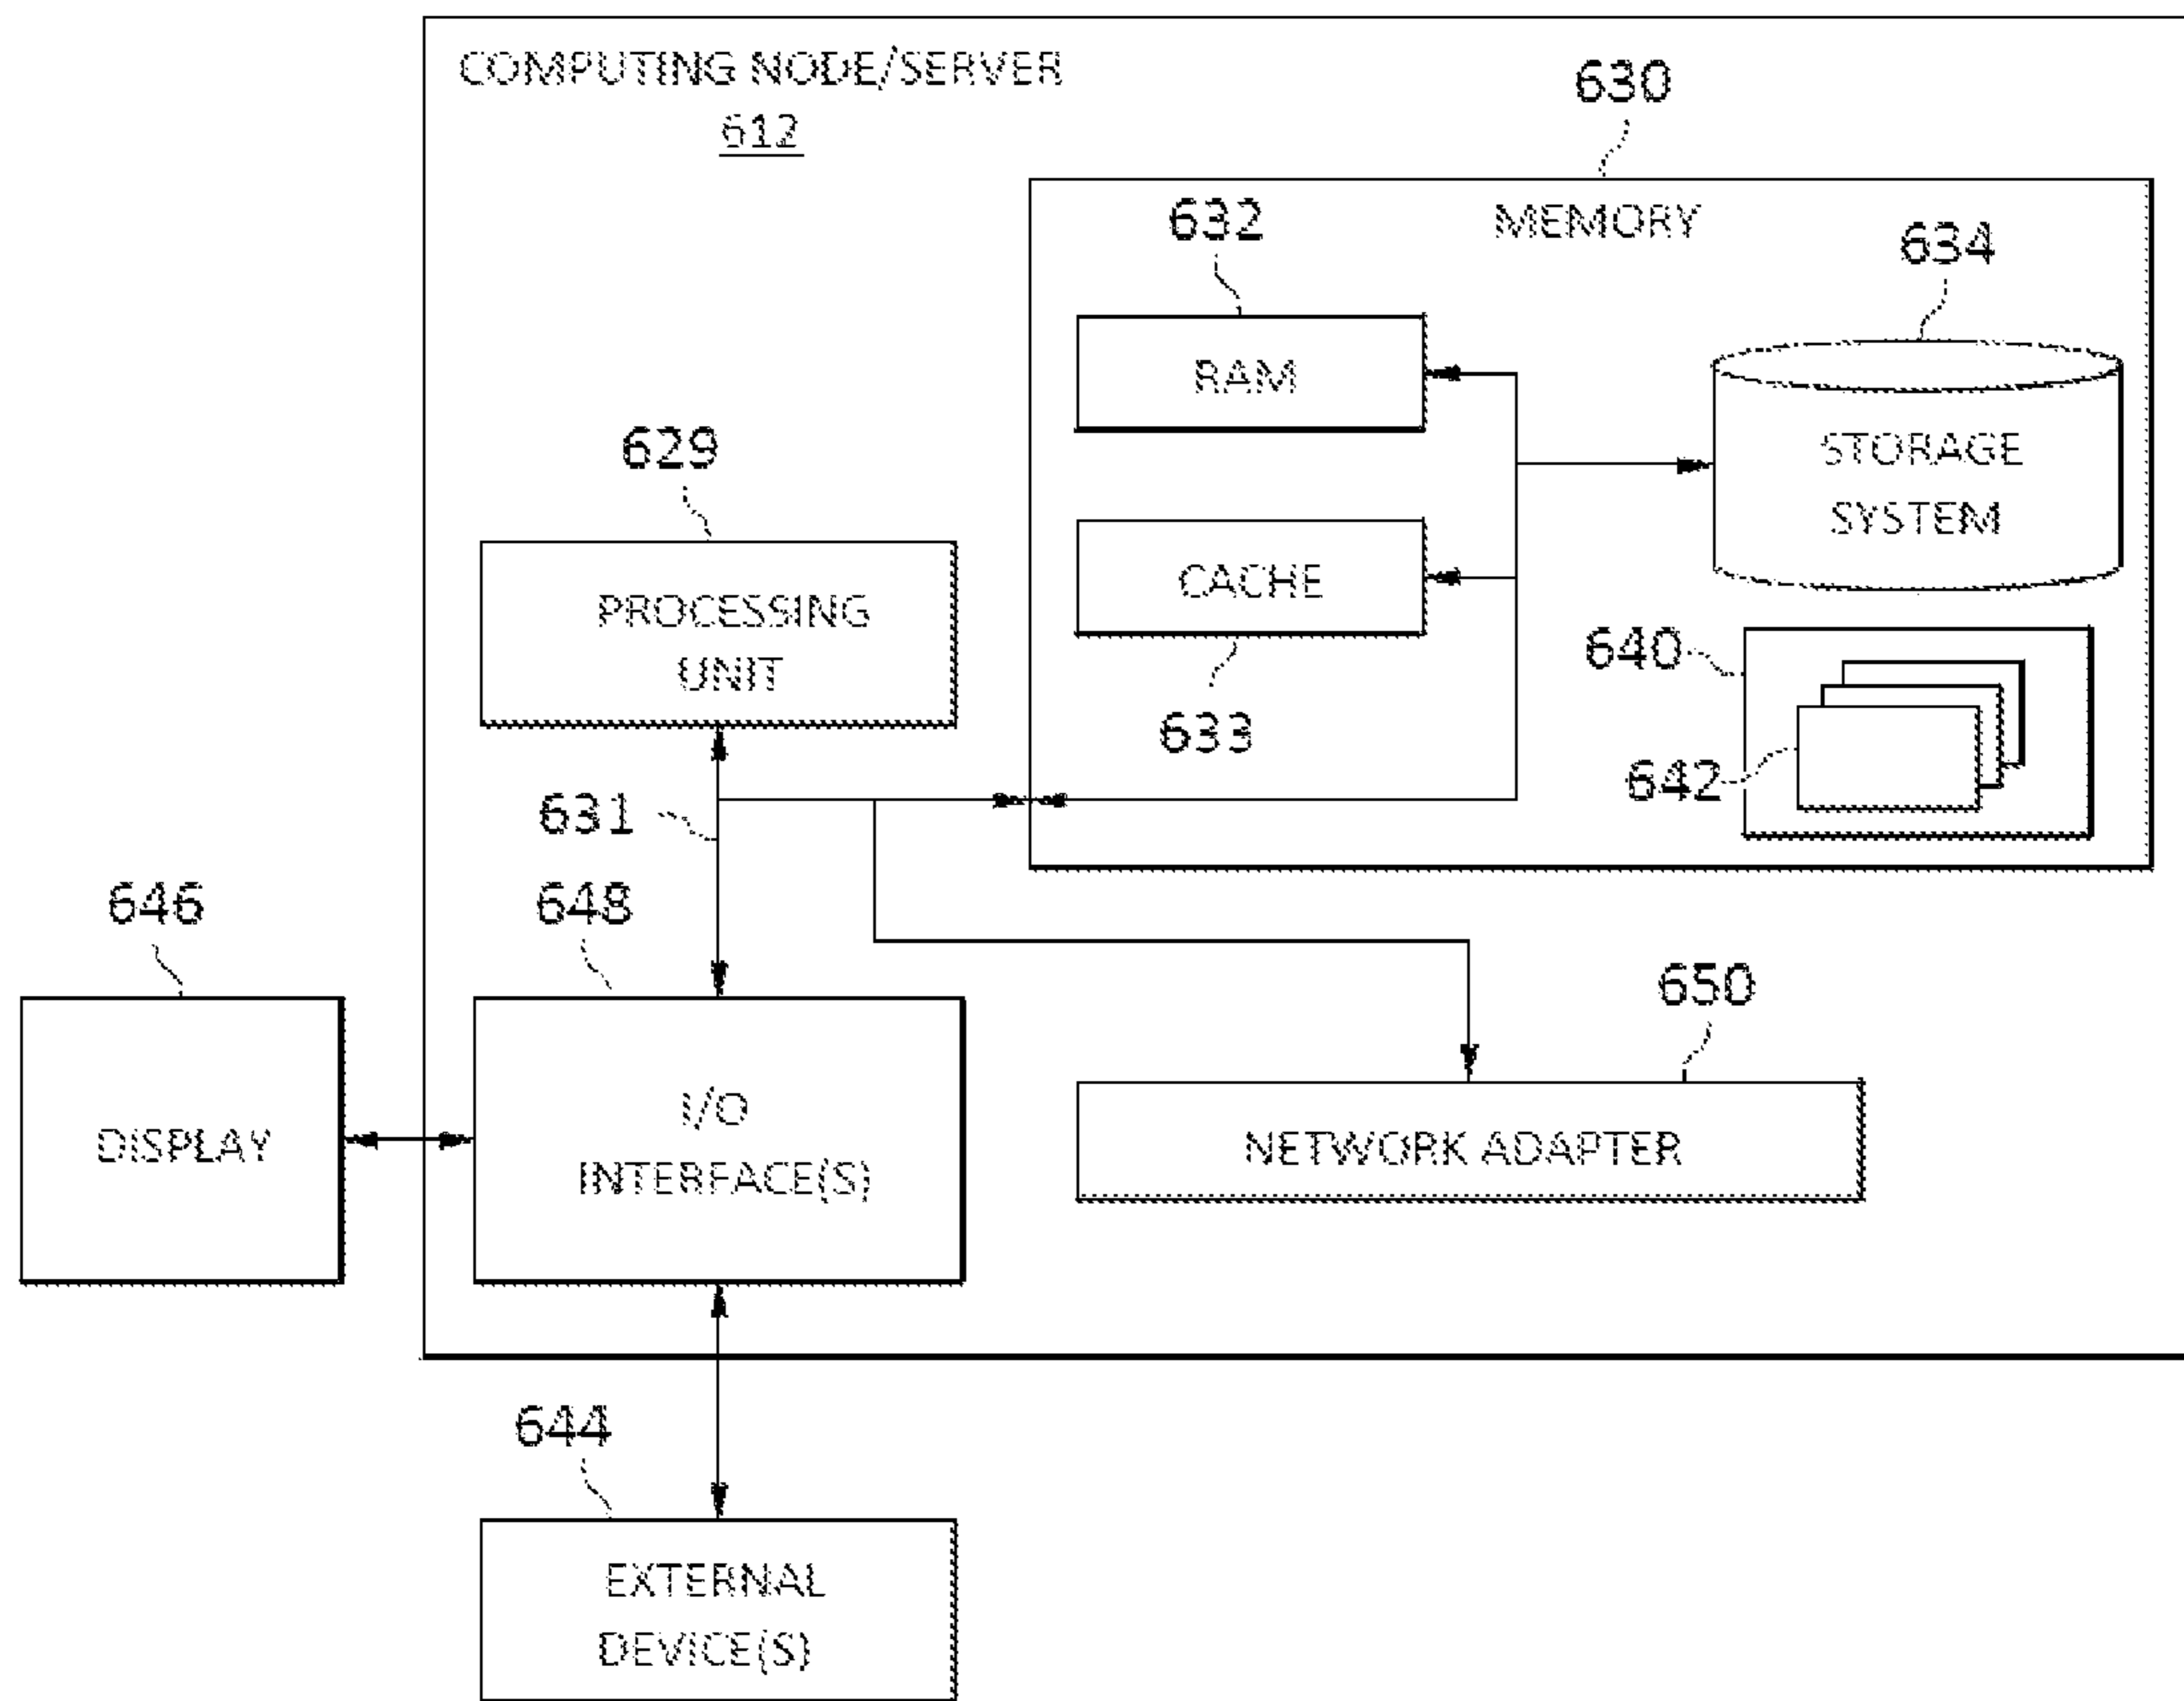 COMPUTING NODE/SERVER
612
630
MEMORY
632
634
RAM
STORAGE
SYSTEM
629
PROCESSING
UNIT
CACHE
633
640
642
631
648
646
650
DISPLAY
I/O
INTERFACE(S)
NETWORK ADAPTER
644
EXTERNAL
DEVICE(S)